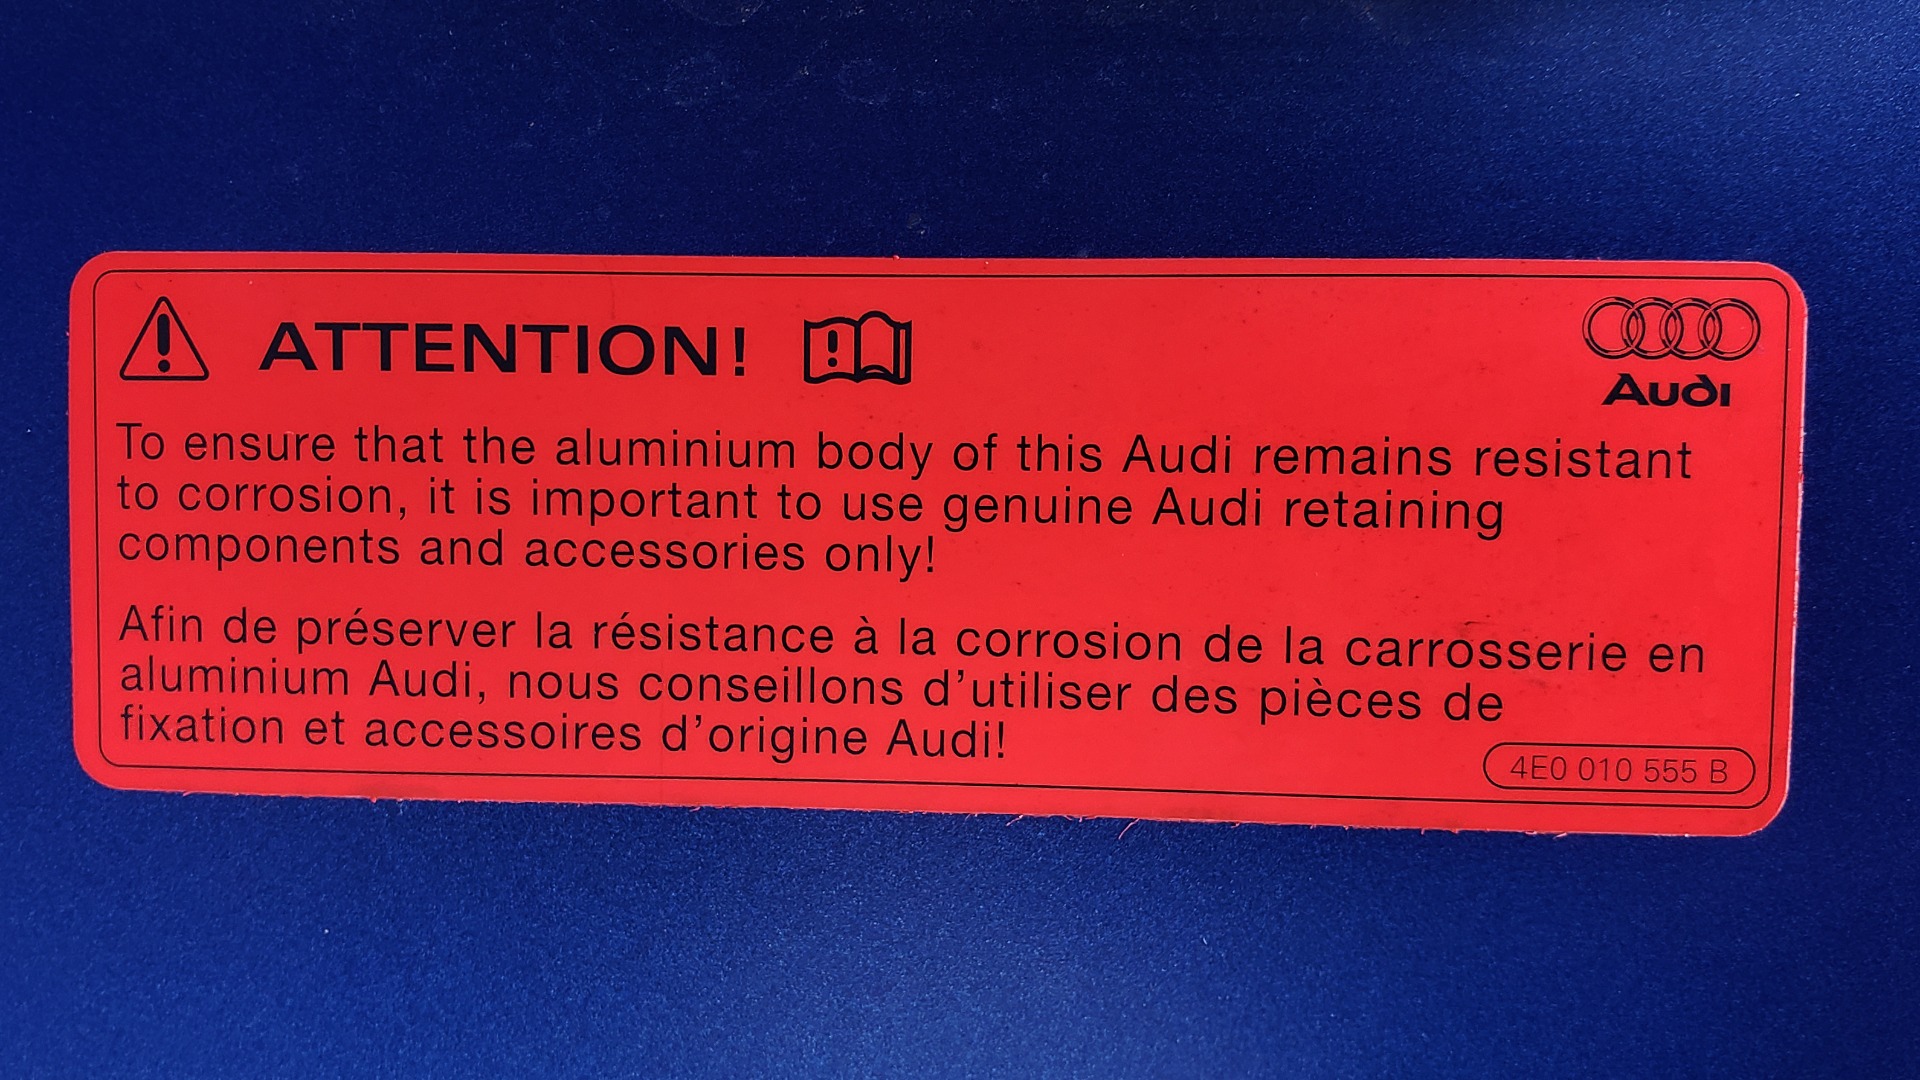 ATTENTION!
Audi
To ensure that the aluminium body of this Audi remains resistant
to corrosion, it is important to use genuine Audi retaining
components and accessories only!
Afin de préserver la résistance à la corrosion de la carrosserie en
aluminium Audi, nous conseillons d'utiliser des pièces de
fixation et accessoires d'origine Audi!
4E0 010 555 B